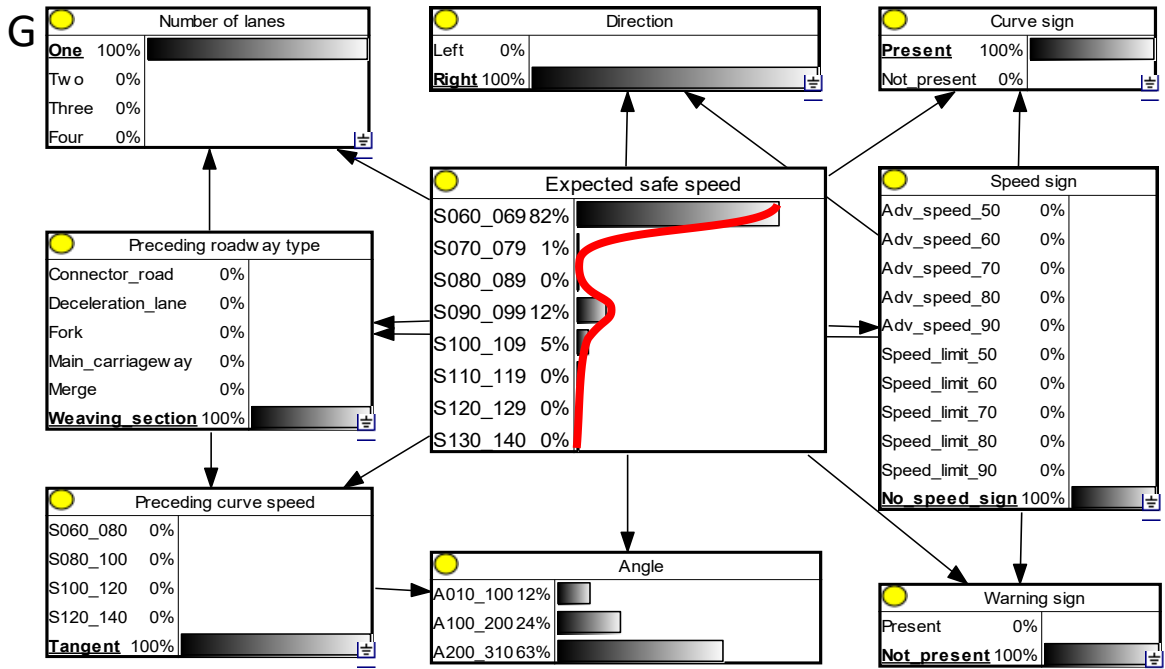 G
Number of lanes
One 100%
Two 0%
Three 0%
Four 0%
Direction
Left 0%
Right 100%
Curve sign
Present 100%
Not_present 0%
Preceding roadway type
Connector_road 0%
Deceleration_lane 0%
Fork 0%
Main_carriageway 0%
Merge 0%
Weaving_section 100%
Expected safe speed
S060_069 82%
S070_079 1%
S080_089 0%
S090_099 12%
S100_109 5%
S110_119 0%
S120_129 0%
S130_140 0%
Speed sign
Adv_speed_50 0%
Adv_speed_60 0%
Adv_speed_70 0%
Adv_speed_80 0%
Adv_speed_90 0%
Speed_limit_50 0%
Speed_limit_60 0%
Speed_limit_70 0%
Speed_limit_80 0%
Speed_limit_90 0%
No_speed_sign 100%
Preceding curve speed
S060_080 0%
S080_100 0%
S100_120 0%
S120_140 0%
Tangent 100%
Angle
A010_100 12%
A100_200 24%
A200_310 63%
Warning sign
Present 0%
Not_present 100%